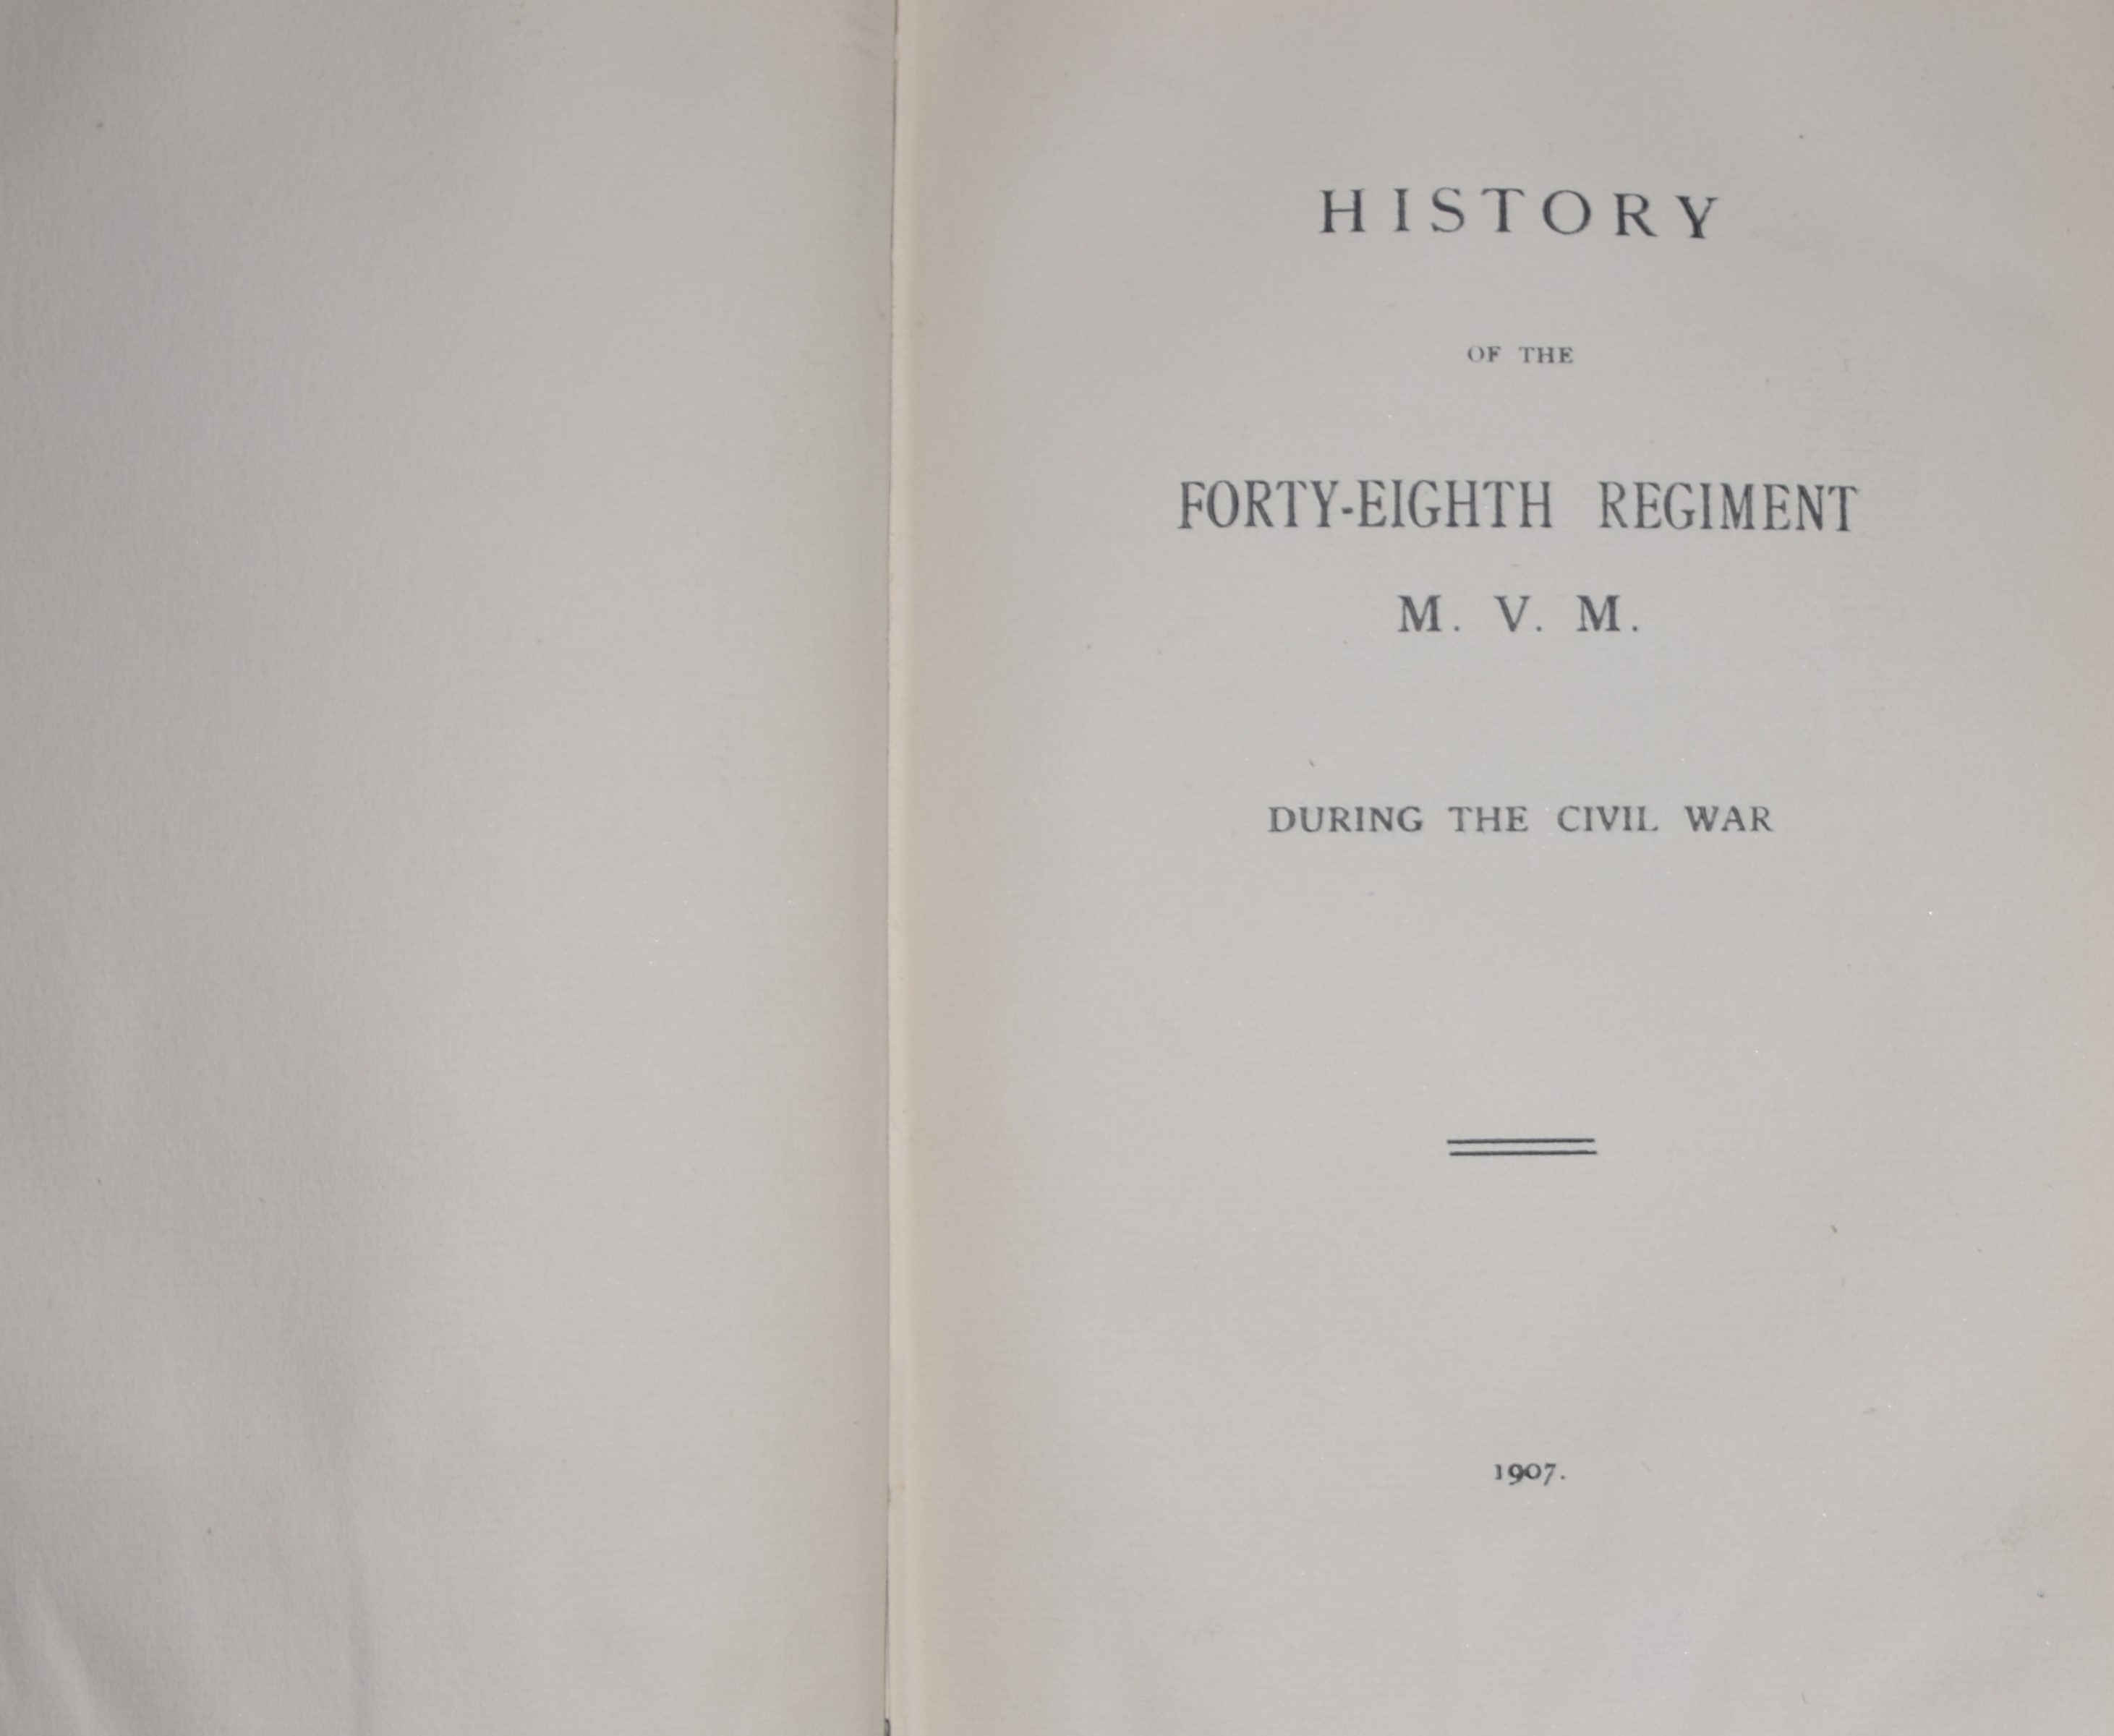 HISTORY
OF THE
FORTY-EIGHTH REGIMENT
M. V. M.
DURING THE CIVIL WAR
1907.